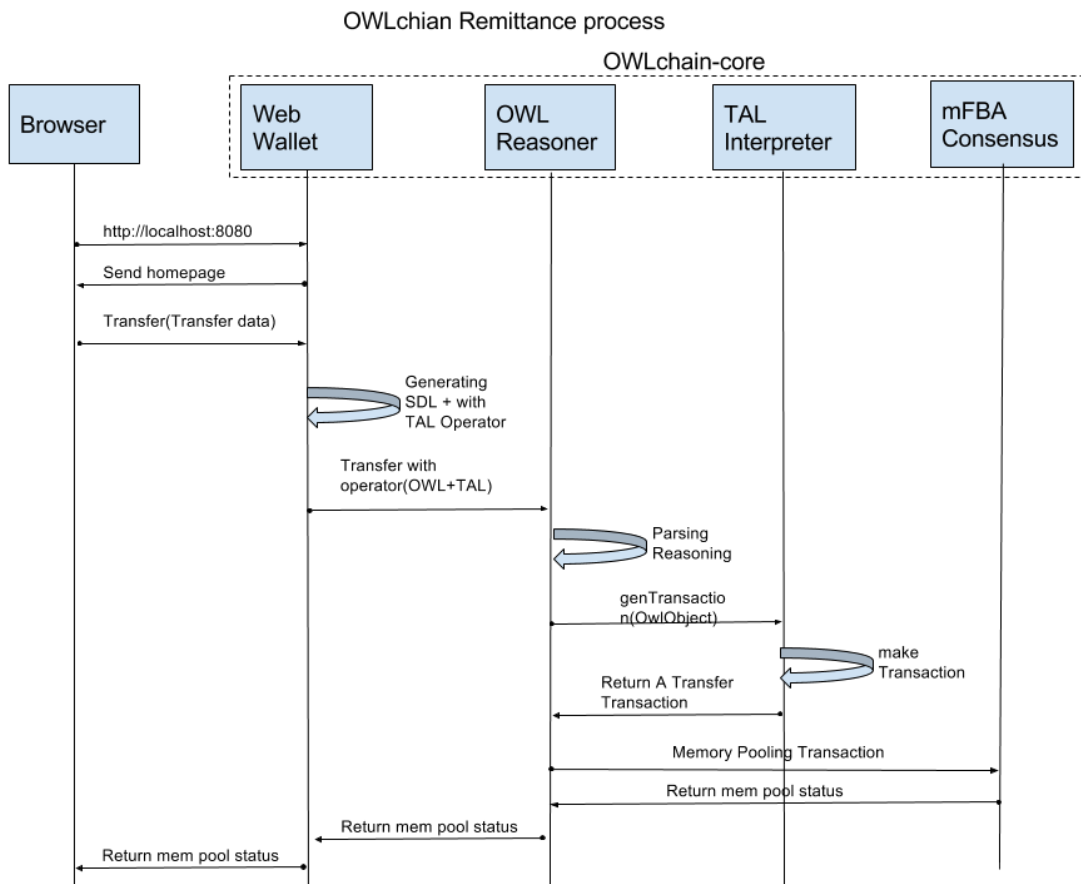 OWLchian Remittance process
OWLchain-core
Browser
Web
Wallet
OWL
Reasoner
TAL
Interpreter
mFBA
Consensus
http://localhost:8080
Send homepage
Transfer(Transfer data)
Generating
SDL + with
TAL Operator
Transfer with
operator(OWL+TAL)
Parsing
Reasoning
genTransactio
n(OwlObject)
make
Transaction
Return A Transfer
Transaction
Memory Pooling Transaction
Return mem pool status
Return mem pool status
Return mem pool status